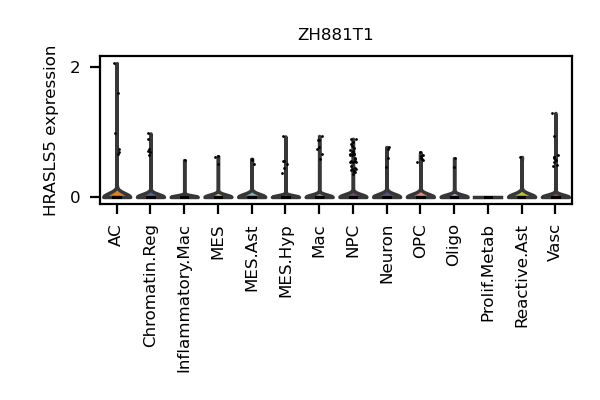 ZH881T1
HRASLS5 expression
2
0
AC
Chromatin.Reg
Inflammatory.Mac
MES
MES.Ast
MES.Hyp
Mac
NPC
Neuron
OPC
Oligo
Prolif.Metab
Reactive.Ast
Vasc